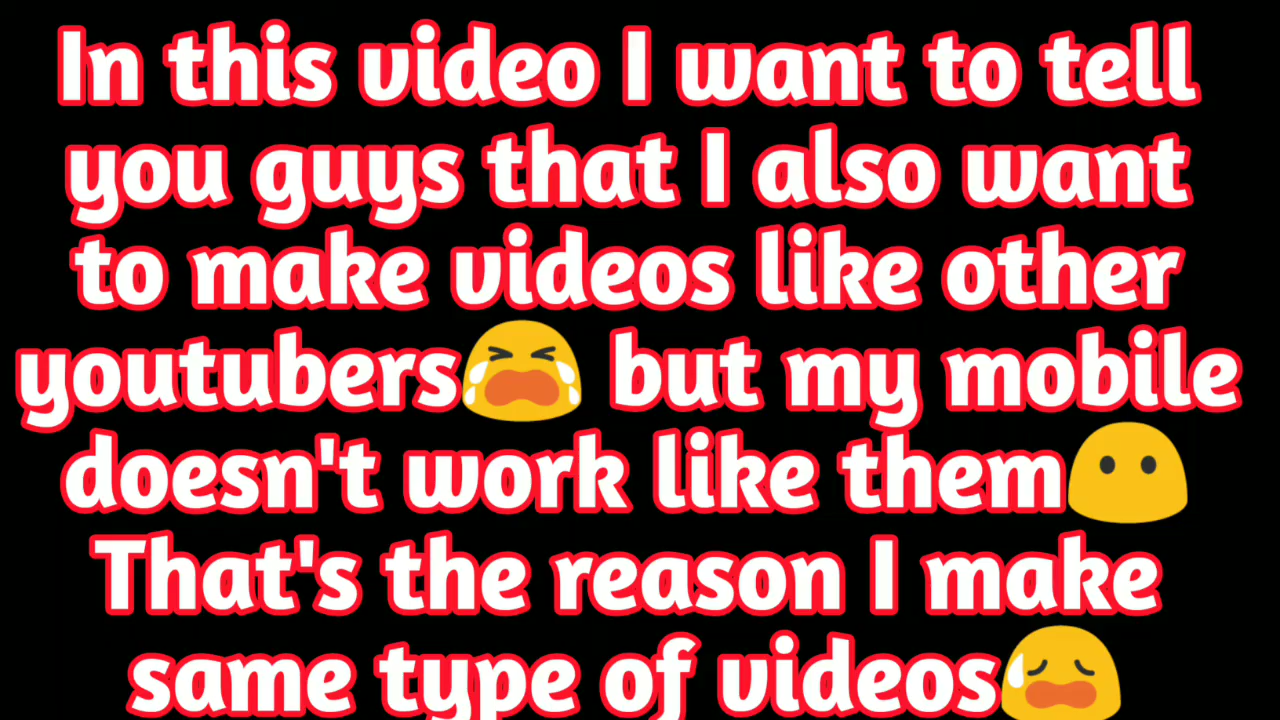 In this video I want to tell
you guys that I also want
to make videos like other
youtubers😭 but my mobile
doesn't work like them😶
That's the reason I make
same type of videos😥